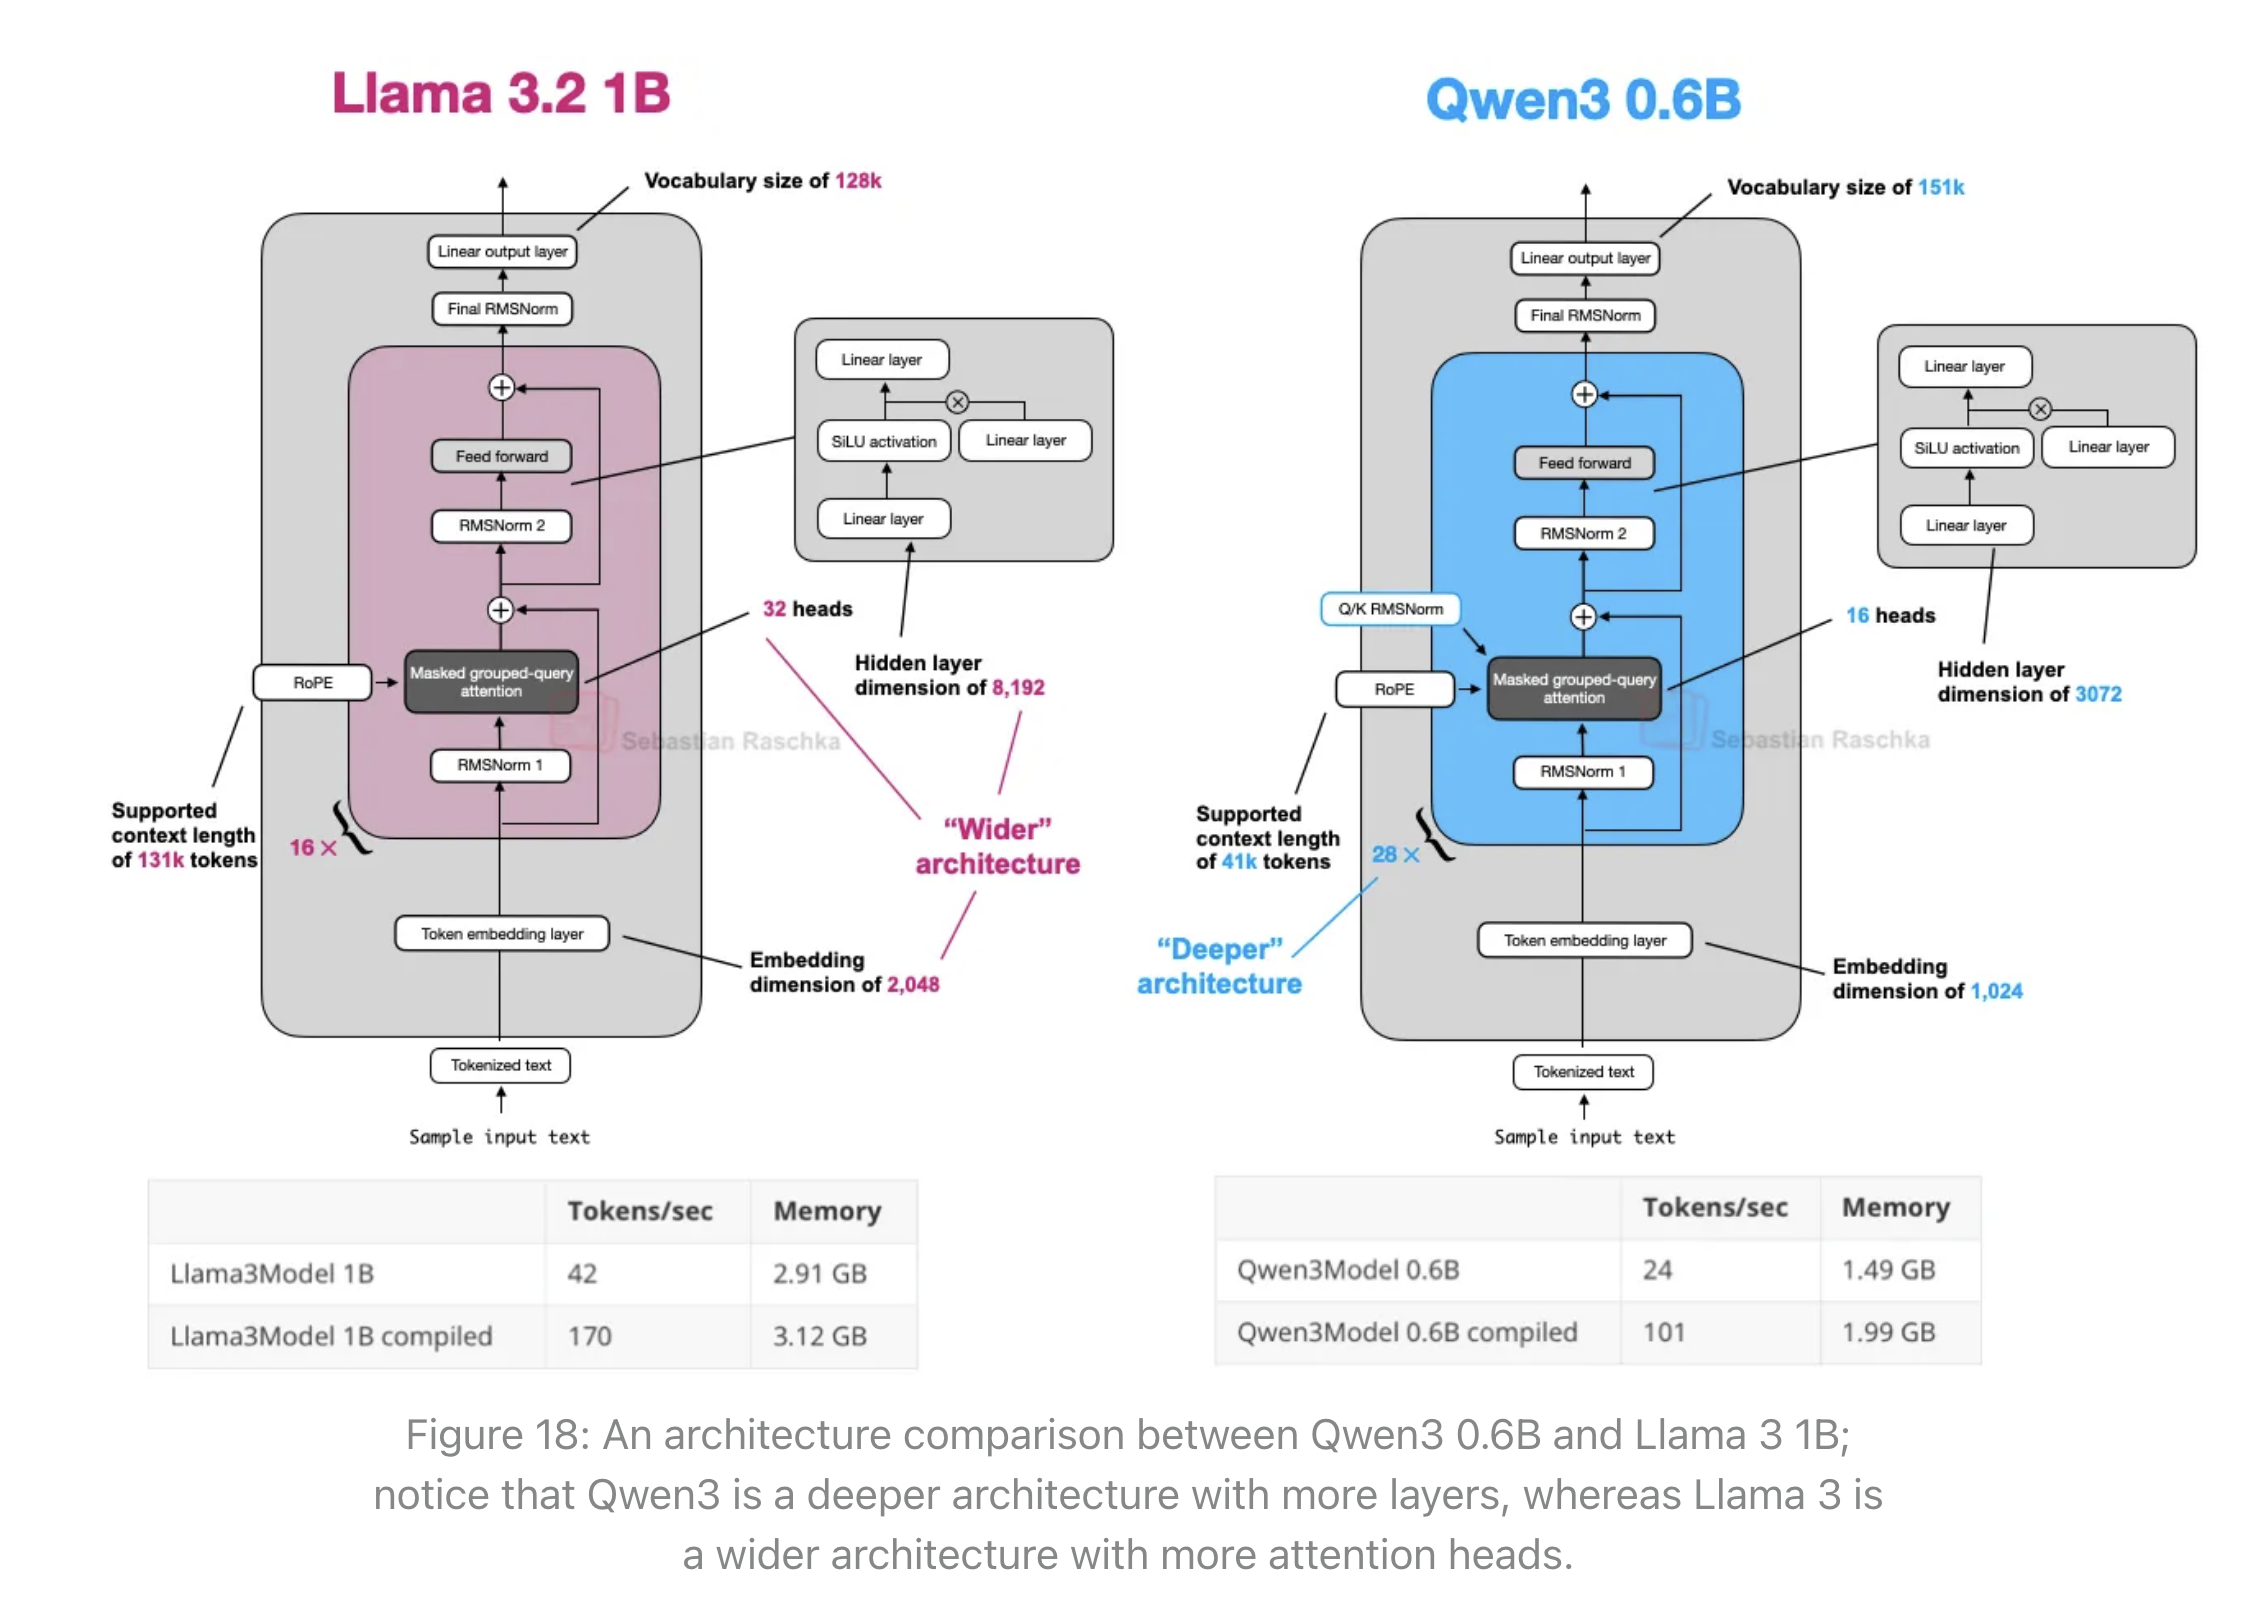 Llama 3.2 1B
Vocabulary size of 128k
Linear output layer
Final RMSNorm
Feed forward
RMSNorm 2
Masked grouped-query
attention
RoPE
RMSNorm 1
16 ×
Token embedding layer
Tokenized text
Sample input text
Linear layer
SiLU activation
Linear layer
Linear layer
32 heads
Hidden layer
dimension of 8,192
Sebastian Raschka
Supported
context length
of 131k tokens
"Wider"
architecture
Embedding
dimension of 2,048
Qwen3 0.6B
Vocabulary size of 151k
Linear output layer
Final RMSNorm
Feed forward
RMSNorm 2
Q/K RMSNorm
Masked grouped-query
attention
RoPE
RMSNorm 1
28 ×
Token embedding layer
Tokenized text
Sample input text
Linear layer
SiLU activation
Linear layer
Linear layer
16 heads
Hidden layer
dimension of 3072
Sebastian Raschka
Supported
context length
of 41k tokens
"Deeper"
architecture
Embedding
dimension of 1,024
Tokens/sec Memory
Llama3Model 1B 42 2.91 GB
Llama3Model 1B compiled 170 3.12 GB
Tokens/sec Memory
Qwen3Model 0.6B 24 1.49 GB
Qwen3Model 0.6B compiled 101 1.99 GB
Figure 18: An architecture comparison between Qwen3 0.6B and Llama 3 1B;
notice that Qwen3 is a deeper architecture with more layers, whereas Llama 3 is
a wider architecture with more attention heads.